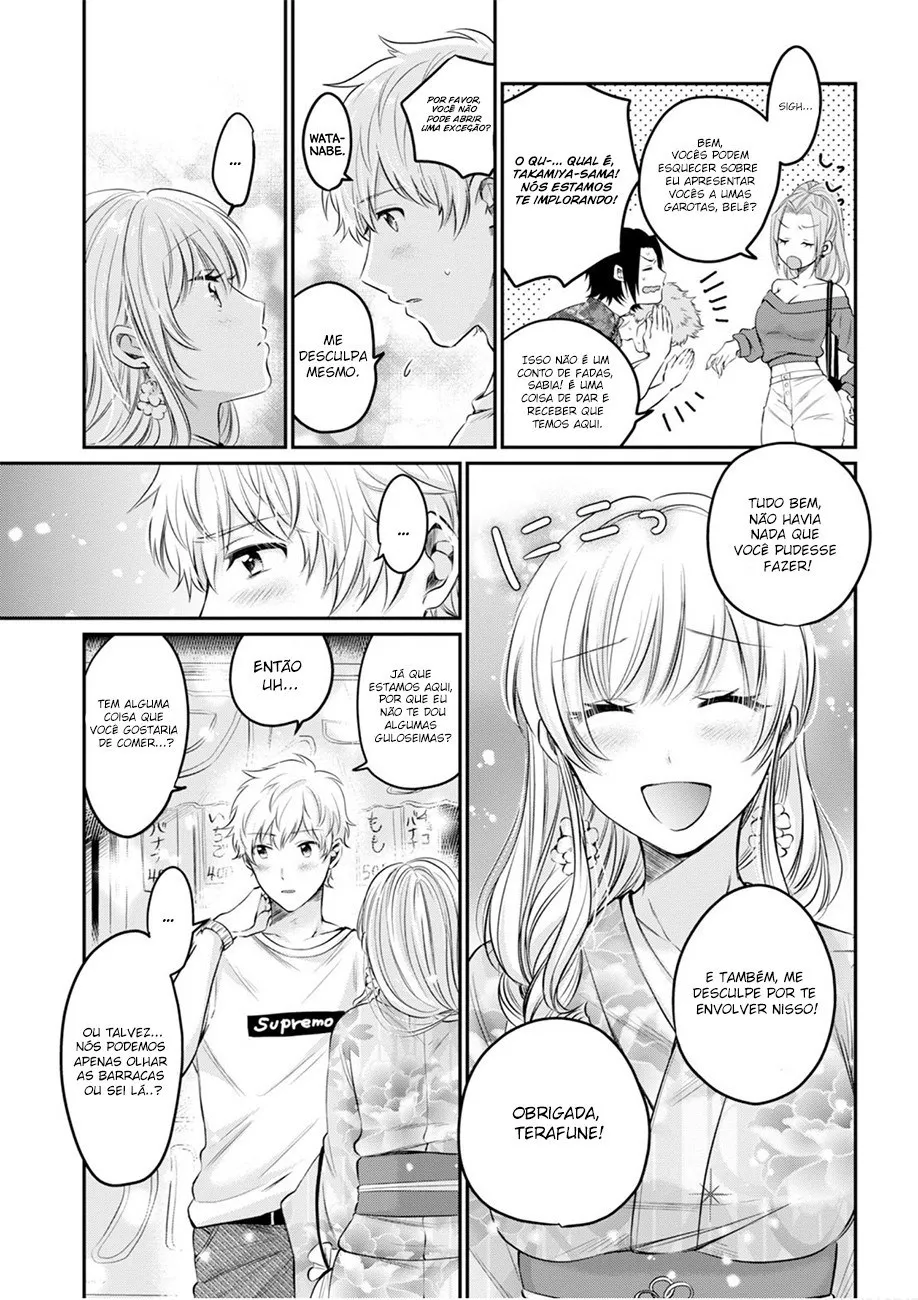 SIGH...
BEM,
VOCÊS PODEM
ESQUECER SOBRE
EU APRESENTAR
VOCÊS A UMAS
GAROTAS, BELÊ?
O QU-... QUAL É,
TAKAMIYA-SAMA!
NÓS ESTAMOS
TE IMPLORANDO!
ISSO NÃO É UM
CONTO DE FADAS,
SABIA! É UMA
COISA DE DAR E
RECEBER QUE
TEMOS AQUI.
POR FAVOR,
VOCÊ NÃO
PODE ABRIR
UMA EXCEÇÃO?
WATA-
NABE.
ME
DESCULPA
MESMO.
...
TUDO BEM,
NÃO HAVIA
NADA QUE
VOCÊ PUDESSE
FAZER!
E TAMBÉM, ME
DESCULPE POR TE
ENVOLVER NISSO!
OBRIGADA,
TERAFUNE!
...
JÁ QUE
ESTAMOS AQUI,
POR QUE EU
NÃO TE DOU
ALGUMAS
GULOSEIMAS?
ENTÃO
UH...
TEM ALGUMA
COISA QUE
VOCÊ GOSTARIA
DE COMER...?
...
OU TALVEZ...
NÓS PODEMOS
APENAS OLHAR
AS BARRACAS
OU SEI LÁ..?
もも
いちご
Supremo